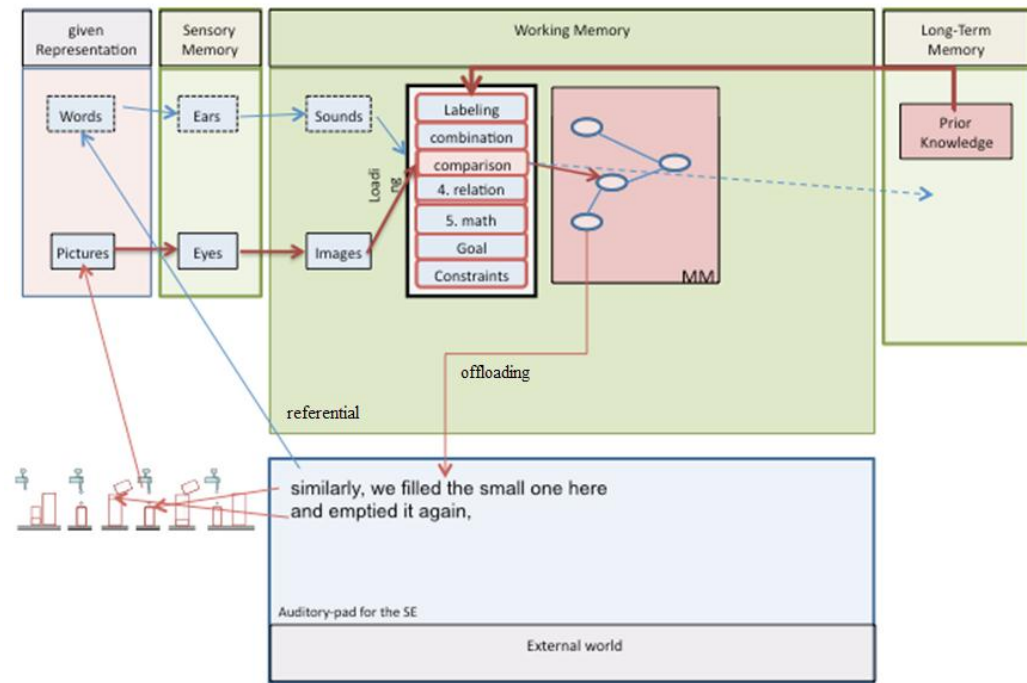 given
Representation
Sensory
Memory
Working Memory
Long-Term
Memory
Words
Ears
Sounds
Labeling
combination
comparison
4. relation
5. math
Goal
Constraints
Loadi
ng
Prior
Knowledge
Pictures
Eyes
Images
MM
offloading
referential
similarly, we filled the small one here
and emptied it again,
Auditory-pad for the SE
External world